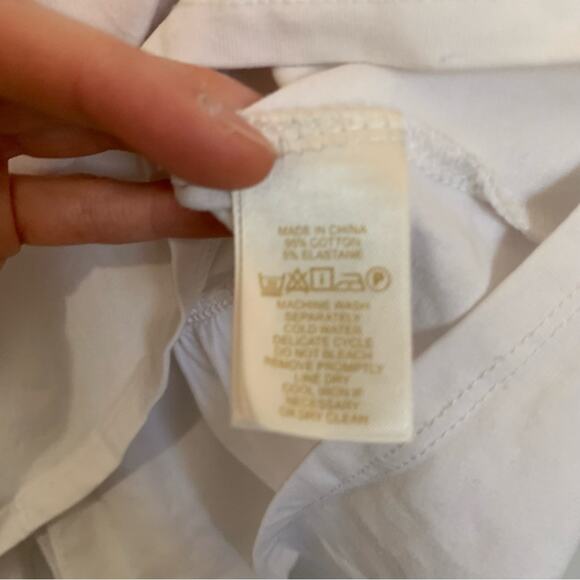 MADE IN CHINA
95% COTTON
5% ELASTANE
P
MACHINE WASH
SEPARATELY
COLD WATER
DELICATE CYCLE
DO NOT BLEACH
REMOVE PROMPTLY
LINE DRY
COOL IRON IF
NECESSARY
OR DRY CLEAN